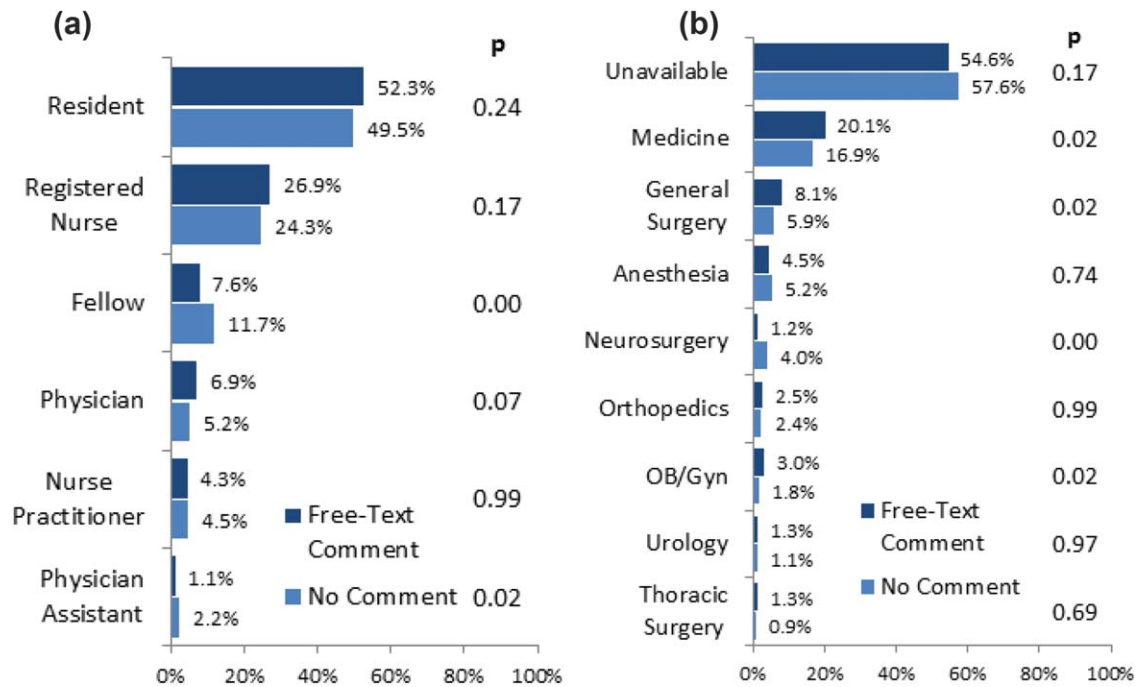 (a)
p
Resident
52.3%
49.5%
0.24
Registered
Nurse
26.9%
24.3%
0.17
Fellow
7.6%
11.7%
0.00
Physician
6.9%
5.2%
0.07
Nurse
Practitioner
4.3%
4.5%
0.99
Physician
Assistant
1.1%
2.2%
0.02
Free-Text
Comment
No Comment
0% 20% 40% 60% 80% 100%
(b)
p
Unavailable
54.6%
57.6%
0.17
Medicine
20.1%
16.9%
0.02
General
Surgery
8.1%
5.9%
0.02
Anesthesia
4.5%
5.2%
0.74
Neurosurgery
1.2%
4.0%
0.00
Orthopedics
2.5%
2.4%
0.99
OB/Gyn
3.0%
1.8%
0.02
Urology
1.3%
1.1%
0.97
Thoracic
Surgery
1.3%
0.9%
0.69
Free-Text
Comment
No Comment
0% 20% 40% 60% 80% 100%